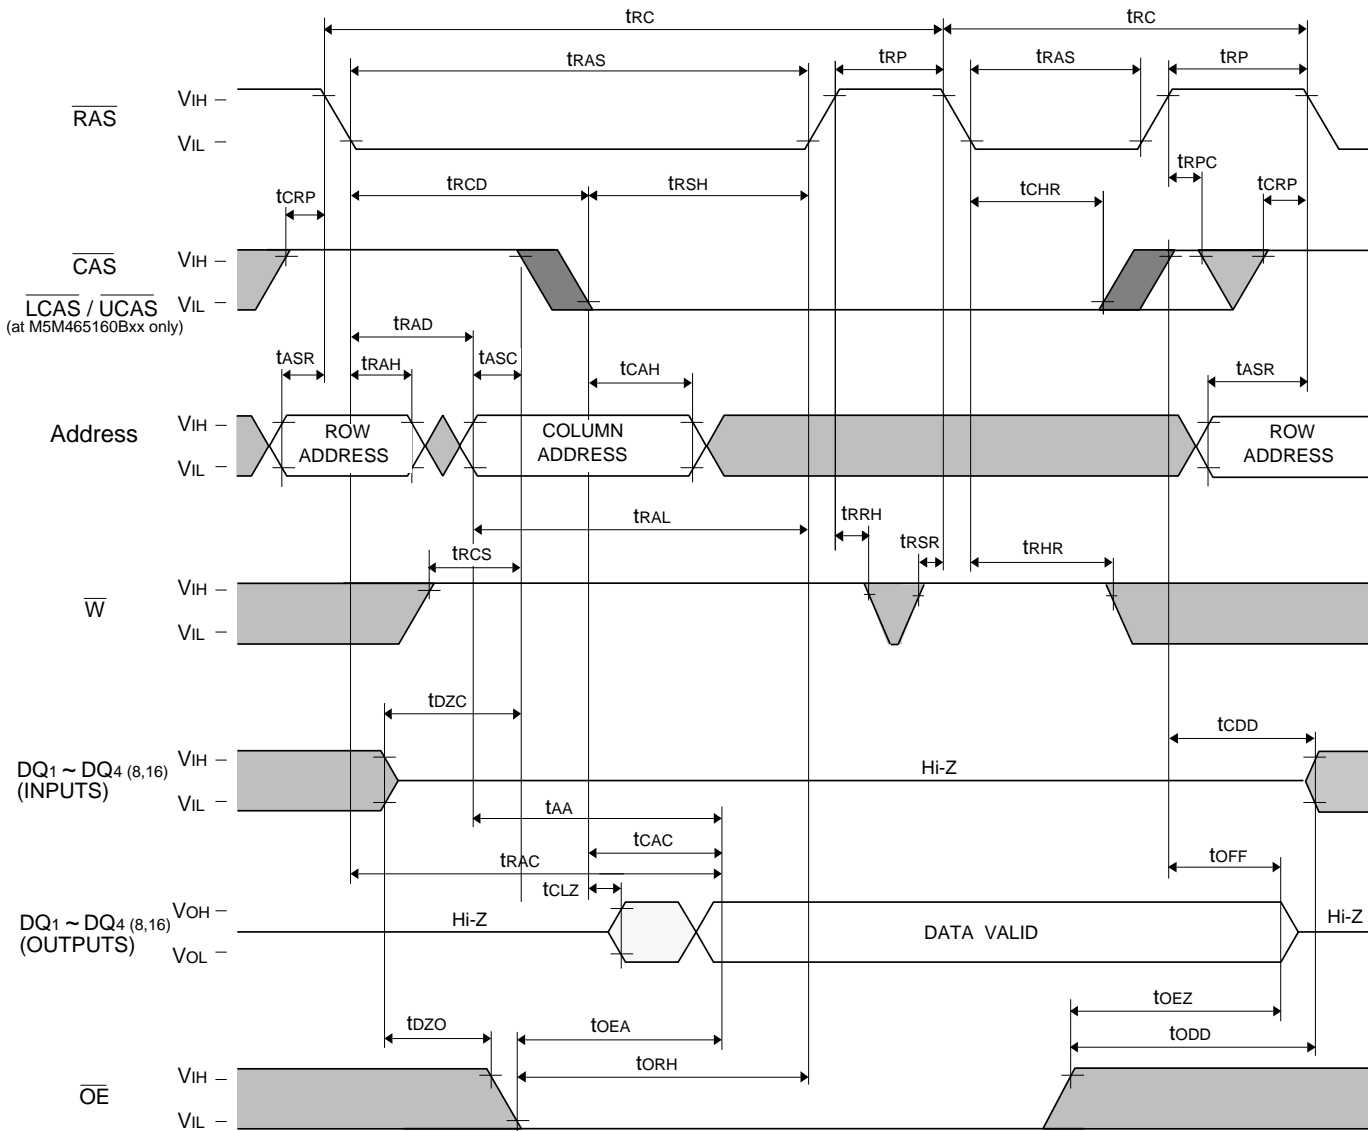 tRC tRC
tRAS tRP tRAS tRP
RAS VIH
VIL
tRCD tRSH tRPC
tCRP tCHR tCRP
CAS VIH
LCAS / UCAS VIL
(at M5M465160Bxx only)
tRAD
tASR tRAH tASC tCAH tASR
Address VIH
VIL
ROW
ADDRESS
COLUMN
ADDRESS
ROW
ADDRESS
tRAL tRRH
tRCS tRSR tRHR
W VIH
VIL
tDZC
tCDD
DQ1 ~ DQ4 (8,16)
(INPUTS)
VIH
VIL
Hi-Z
tAA
tCAC
tRAC tOFF
tCLZ
DQ1 ~ DQ4 (8,16)
(OUTPUTS)
VOH
VOL
Hi-Z DATA VALID Hi-Z
tOEZ
tDZO tOEA tODD
tORH
OE VIH
VIL